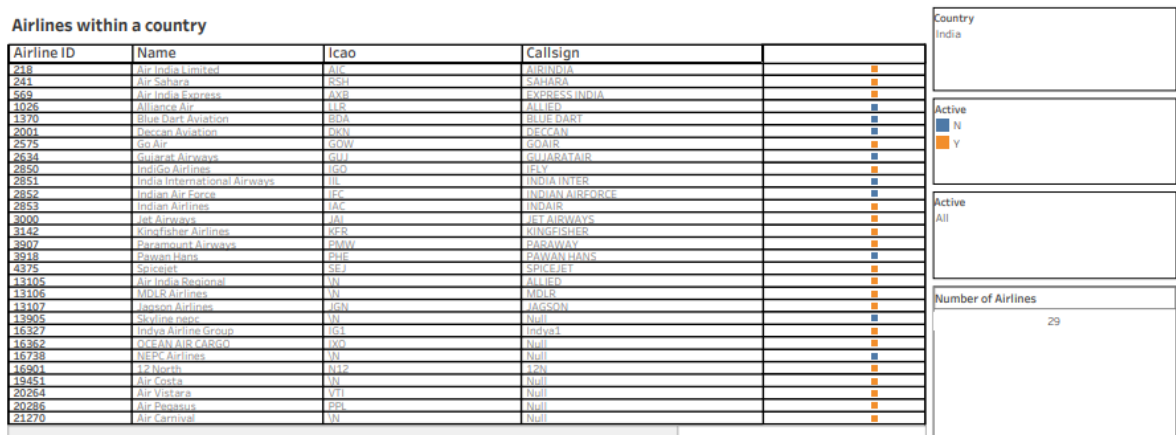 Airlines within a country
Airline ID Name Icao Callsign
218 Air India Limited AIC AIRINDIA
241 Air Sahara RSH SAHARA
569 Air India Express AXB EXPRESS INDIA
1026 Alliance Air LLR ALLIED
1370 Blue Dart Aviation BDA BLUE DART
2001 Deccan Aviation DKN DECCAN
2575 Go Air GOW GOAIR
2634 Gujarat Airways GUJ GUJARATAIR
2850 IndiGo Airlines IGO IFLY
2851 India International Airways IIL INDIA INTER
2852 Indian Air Force IFC INDIAN AIRFORCE
2853 Indian Airlines IAC INDAIR
3000 Jet Airways JAI JET AIRWAYS
3142 Kingfisher Airlines KFR KINGFISHER
3907 Paramount Airways PMW PARAWAY
3918 Pawan Hans PHE PAWAN HANS
4375 Spicejet SEJ SPICEJET
13105 Air India Regional \N ALLIED
13106 MDLR Airlines \N MDLR
13107 Jagson Airlines JGN JAGSON
13905 Skyline nepc \N Null
16327 Indya Airline Group IG1 Indya1
16362 OCEAN AIR CARGO IXO Null
16738 NEPC Airlines \N Null
16901 12 North N12 12N
19451 Air Costa \N Null
20264 Air Vistara VTI Null
20286 Air Pegasus PPL Null
21270 Air Carnival \N Null
Country
India
Active
N
Y
Active
All
Number of Airlines
29